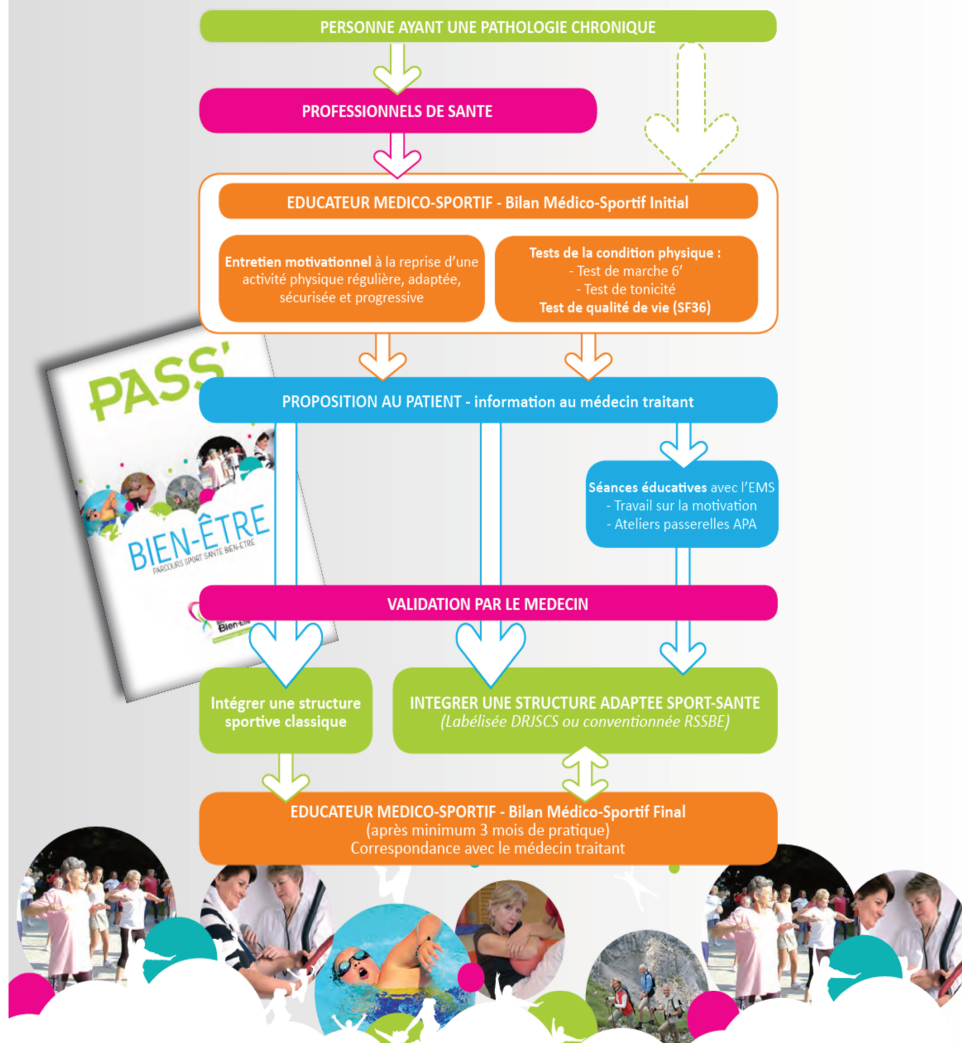 PERSONNE AYANT UNE PATHOLOGIE CHRONIQUE
PROFESSIONNELS DE SANTE
EDUCATEUR MEDICO-SPORTIF - Bilan Médico-Sportif Initial
Entretien motivationnel à la reprise d'une
activité physique régulière, adaptée,
sécurisée et progressive
Tests de la condition physique :
- Test de marche 6'
- Test de tonicité
Test de qualité de vie (SF36)
PASS'
BIEN-ÊTRE
PARCOURS SPORT SANTE BIEN-ETRE
Bien-Être
PROPOSITION AU PATIENT - information au médecin traitant
Séances éducatives avec l'EMS
- Travail sur la motivation
- Ateliers passerelles APA
VALIDATION PAR LE MEDECIN
Intégrer une structure
sportive classique
INTEGRER UNE STRUCTURE ADAPTEE SPORT-SANTE
(Labélisée DRJSCS ou conventionnée RSSBE)
EDUCATEUR MEDICO-SPORTIF - Bilan Médico-Sportif Final
(après minimum 3 mois de pratique)
Correspondance avec le médecin traitant